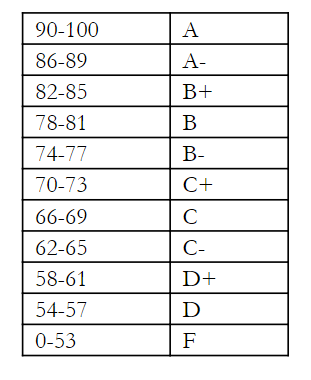 90-100 A
86-89 A-
82-85 B+
78-81 B
74-77 B-
70-73 C+
66-69 C
62-65 C-
58-61 D+
54-57 D
0-53 F